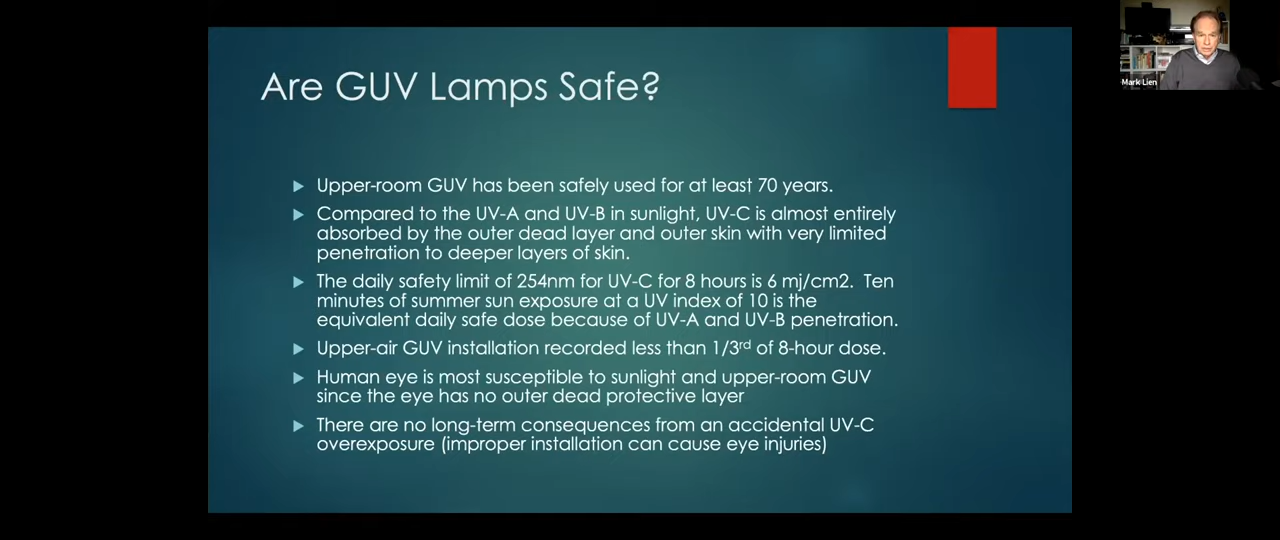 Are GUV Lamps Safe?
Mark Lien
Upper-room GUV has been safely used for at least 70 years.
Compared to the UV-A and UV-B in sunlight, UV-C is almost entirely
absorbed by the outer dead layer and outer skin with very limited
penetration to deeper layers of skin.
The daily safety limit of 254nm for UV-C for 8 hours is 6 mj/cm2. Ten
minutes of summer sun exposure at a UV index of 10 is the
equivalent daily safe dose because of UV-A and UV-B penetration.
Upper-air GUV installation recorded less than 1/3rd of 8-hour dose.
Human eye is most susceptible to sunlight and upper-room GUV
since the eye has no outer dead protective layer
There are no long-term consequences from an accidental UV-C
overexposure (improper installation can cause eye injuries)